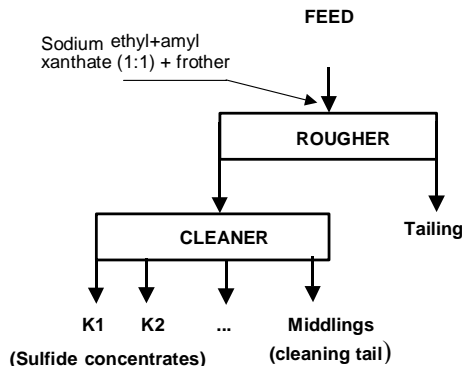 FEED
Sodium ethyl+amyl
xanthate (1:1) + frother
ROUGHER
Tailing
CLEANER
K1 K2 ... Middlings
(Sulfide concentrates) (cleaning tail)